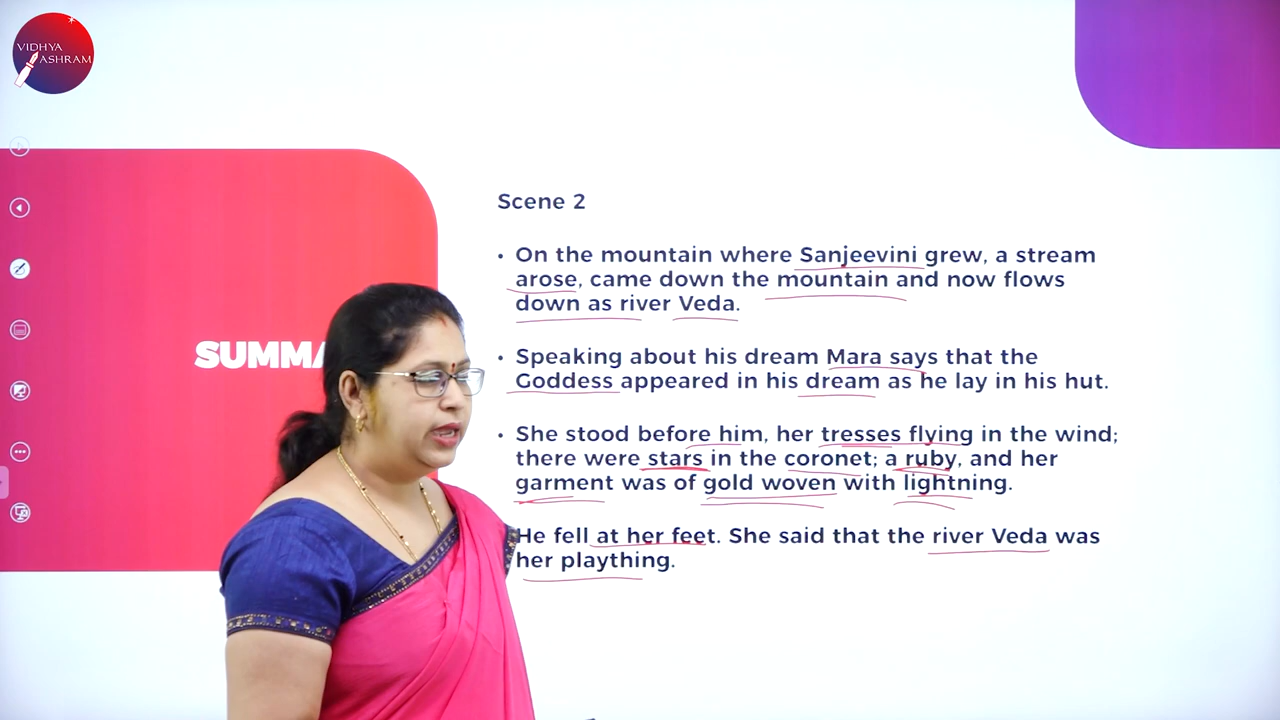 VIDHYA
ASHRAM
SUMMA
Scene 2
• On the mountain where Sanjeevini grew, a stream
arose, came down the mountain and now flows
down as river Veda.
• Speaking about his dream Mara says that the
Goddess appeared in his dream as he lay in his hut.
• She stood before him, her tresses flying in the wind;
there were stars in the coronet; a ruby, and her
garment was of gold woven with lightning.
He fell at her feet. She said that the river Veda was
her plaything.